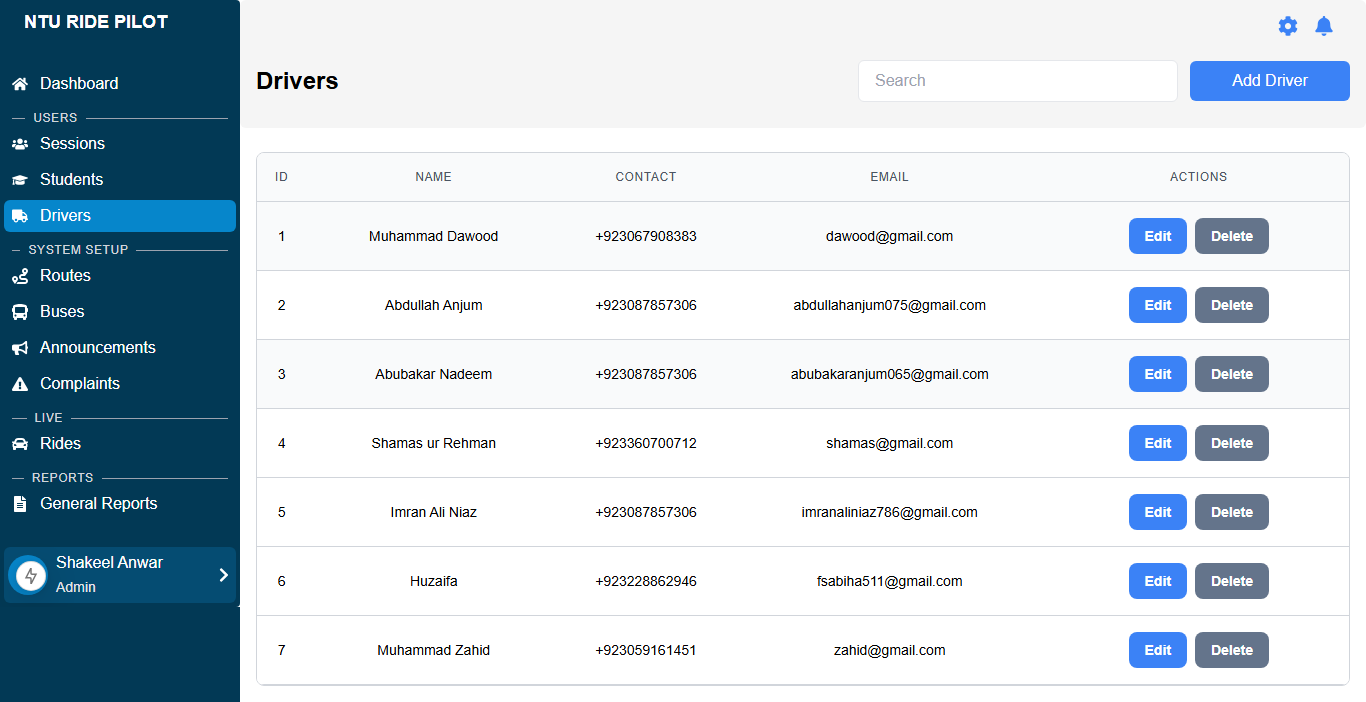 NTU RIDE PILOT
Dashboard
USERS
Sessions
Students
Drivers
SYSTEM SETUP
Routes
Buses
Announcements
Complaints
LIVE
Rides
REPORTS
General Reports
Shakeel Anwar
Admin
Drivers
Search
Add Driver
ID NAME CONTACT EMAIL ACTIONS
1 Muhammad Dawood +923067908383 dawood@gmail.com Edit Delete
2 Abdullah Anjum +923087857306 abdullahanjum075@gmail.com Edit Delete
3 Abubakar Nadeem +923087857306 abubakaranjum065@gmail.com Edit Delete
4 Shamas ur Rehman +923360700712 shamas@gmail.com Edit Delete
5 Imran Ali Niaz +923087857306 imranaliniaz786@gmail.com Edit Delete
6 Huzaifa +923228862946 fsabiha511@gmail.com Edit Delete
7 Muhammad Zahid +923059161451 zahid@gmail.com Edit Delete